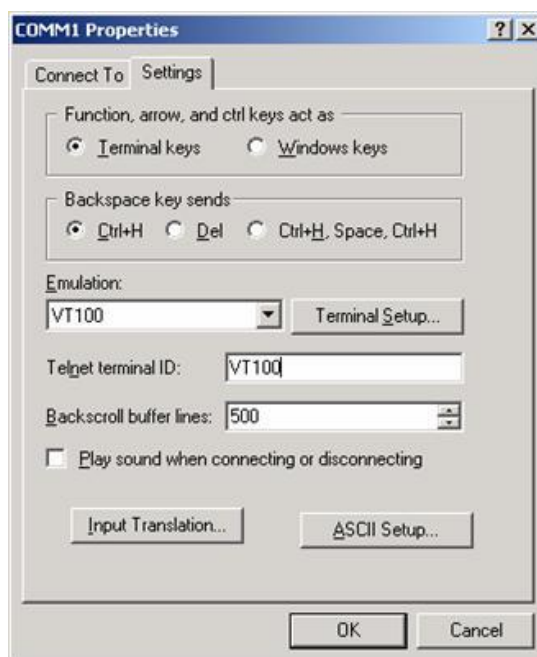 COMM1 Properties
Connect To Settings
Function, arrow, and ctrl keys act as
Terminal keys Windows keys
Backspace key sends
Ctrl+H Del Ctrl+H, Space, Ctrl+H
Emulation:
VT100 Terminal Setup...
Telnet terminal ID: VT100
Backscroll buffer lines: 500
Play sound when connecting or disconnecting
Input Translation... ASCII Setup...
OK Cancel